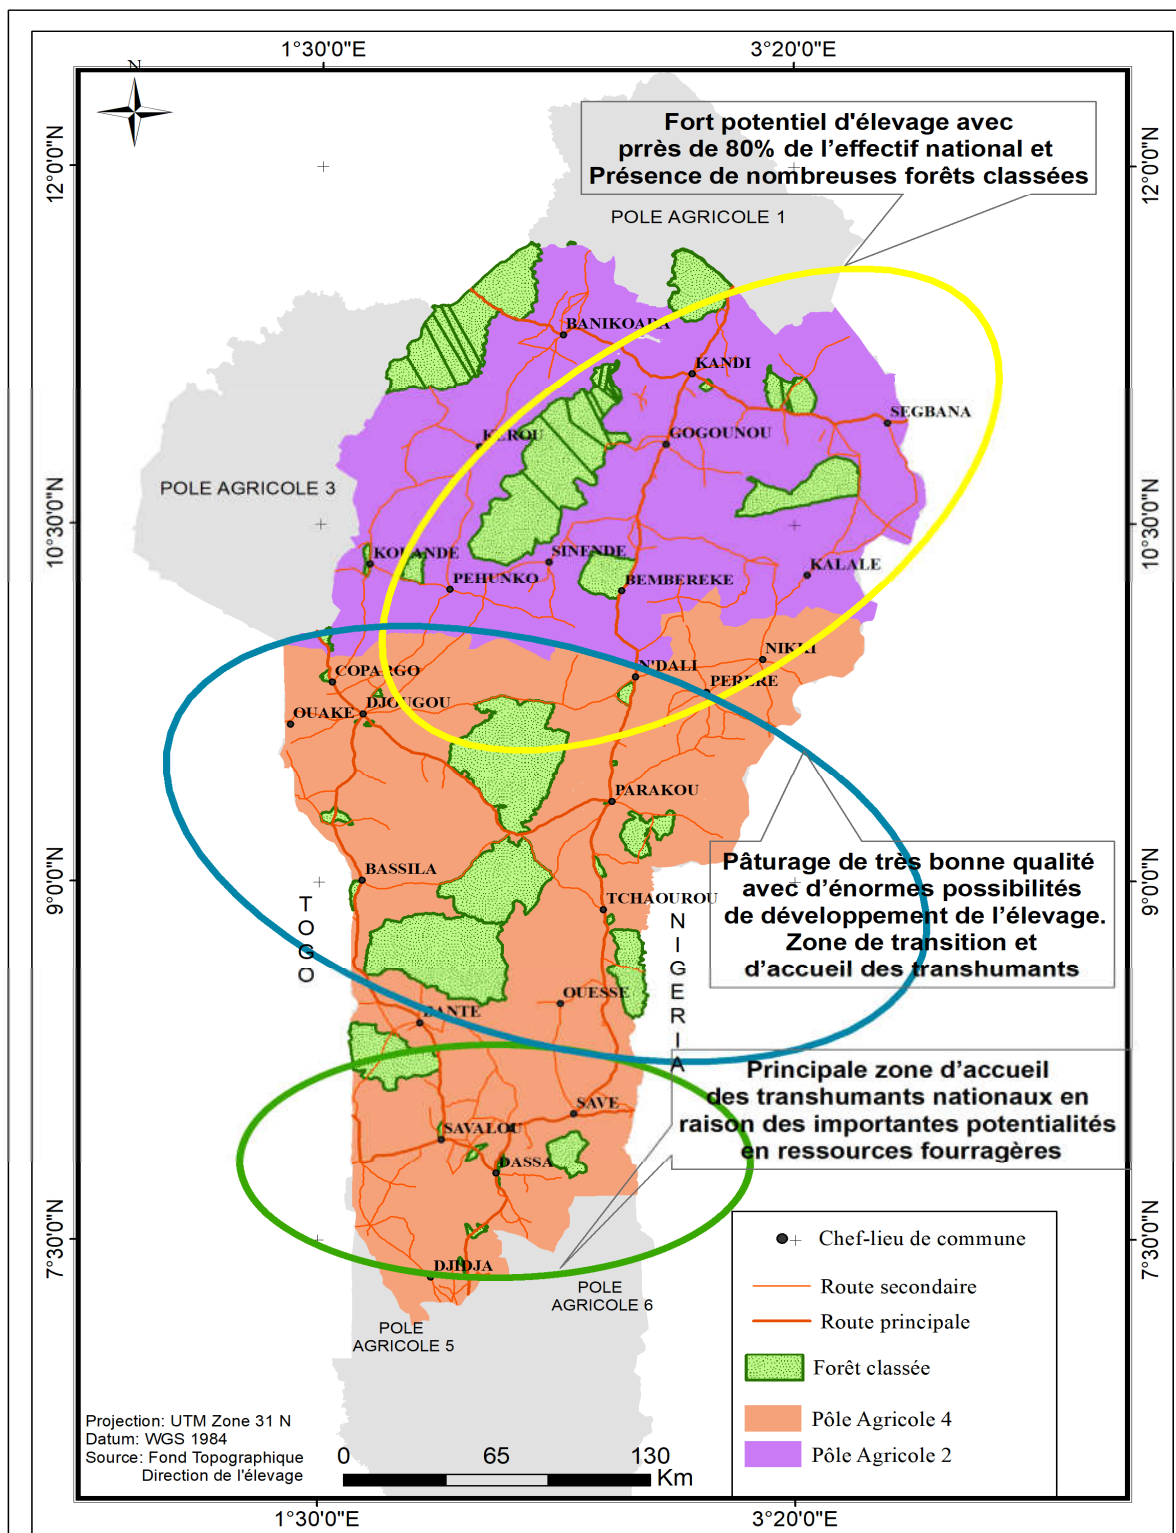 1°30'0"E
3°20'0"E
N
12°0'0"N
12°0'0"N
Fort potentiel d'élevage avec
prrès de 80% de l'effectif national et
Présence de nombreuses forêts classées
POLE AGRICOLE 1
BANIKOARA
KANDI
SEGBANA
KEROU
GOGOUNOU
POLE AGRICOLE 3
10°30'0"N
10°30'0"N
KOUANDE
SINENDE
PEHUNKO
BEMBEREKE
KALALE
NIKKI
COPARGO
N'DALI
PERERE
OUAKE
DJOUGOU
PARAKOU
BASSILA
Pâturage de très bonne qualité
avec d'énormes possibilités
de développement de l'élevage.
Zone de transition et
d'accueil des transhumants
9°0'0"N
9°0'0"N
TCHAOUROU
TOGO
NIGERIA
OUESSE
BANTE
Principale zone d'accueil
des transhumants nationaux en
raison des importantes potentialités
en ressources fourragères
SAVE
SAVALOU
DASSA
7°30'0"N
7°30'0"N
DJIDJA
POLE
AGRICOLE 6
POLE
AGRICOLE 5
Chef-lieu de commune
Route secondaire
Route principale
Forêt classée
Pôle Agricole 4
Pôle Agricole 2
Projection: UTM Zone 31 N
Datum: WGS 1984
Source: Fond Topographique
Direction de l'élevage
0 65 130
Km
1°30'0"E
3°20'0"E